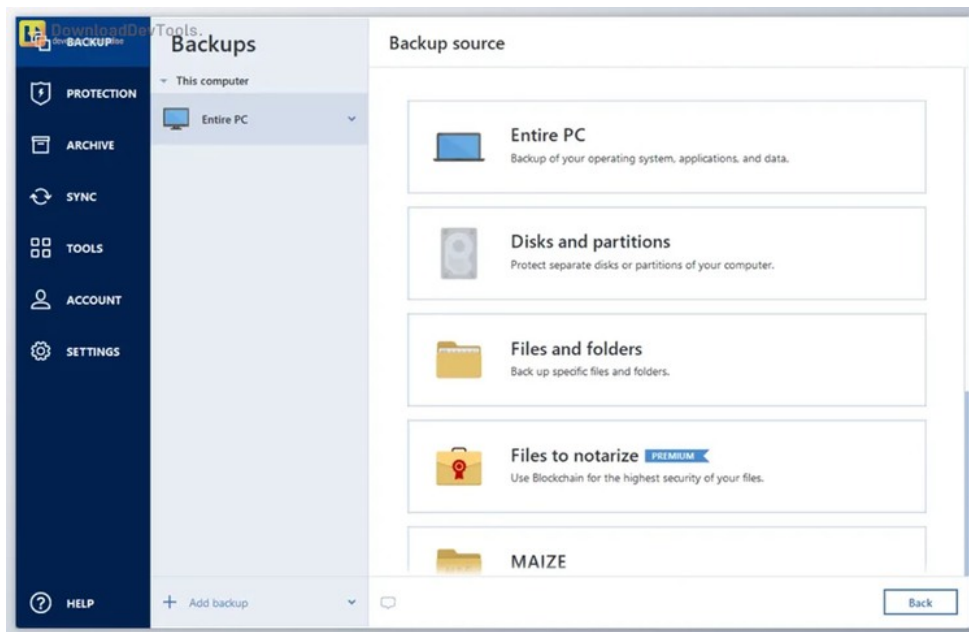 DownloadDevTools.
BACKUP
PROTECTION
ARCHIVE
SYNC
TOOLS
ACCOUNT
SETTINGS
HELP
Backups
This computer
Entire PC
Add backup
Backup source
Entire PC
Backup of your operating system, applications, and data.
Disks and partitions
Protect separate disks or partitions of your computer.
Files and folders
Back up specific files and folders.
Files to notarize PREMIUM
Use Blockchain for the highest security of your files.
MAIZE
Back